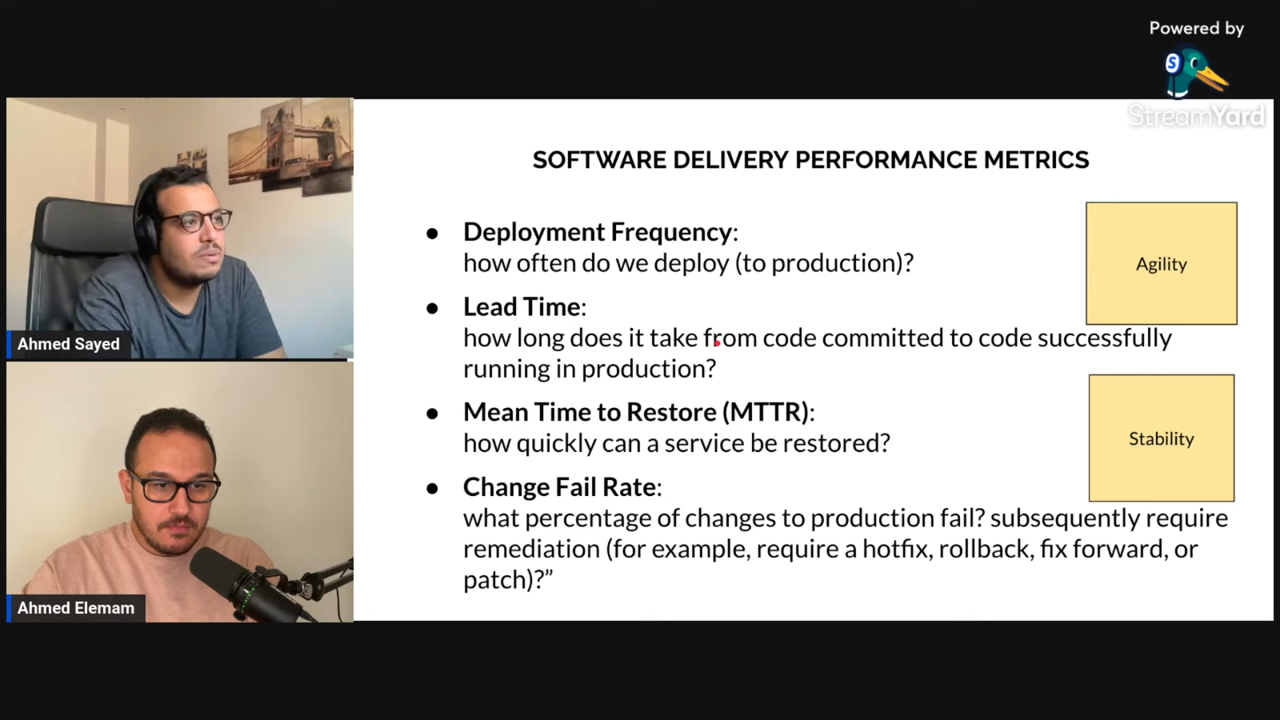 Powered by
S
StreamYard
Ahmed Sayed
Ahmed Elemam
SOFTWARE DELIVERY PERFORMANCE METRICS
● Deployment Frequency:
how often do we deploy (to production)?
● Lead Time:
how long does it take from code committed to code successfully
running in production?
● Mean Time to Restore (MTTR):
how quickly can a service be restored?
● Change Fail Rate:
what percentage of changes to production fail? subsequently require
remediation (for example, require a hotfix, rollback, fix forward, or
patch)?”
Agility
Stability